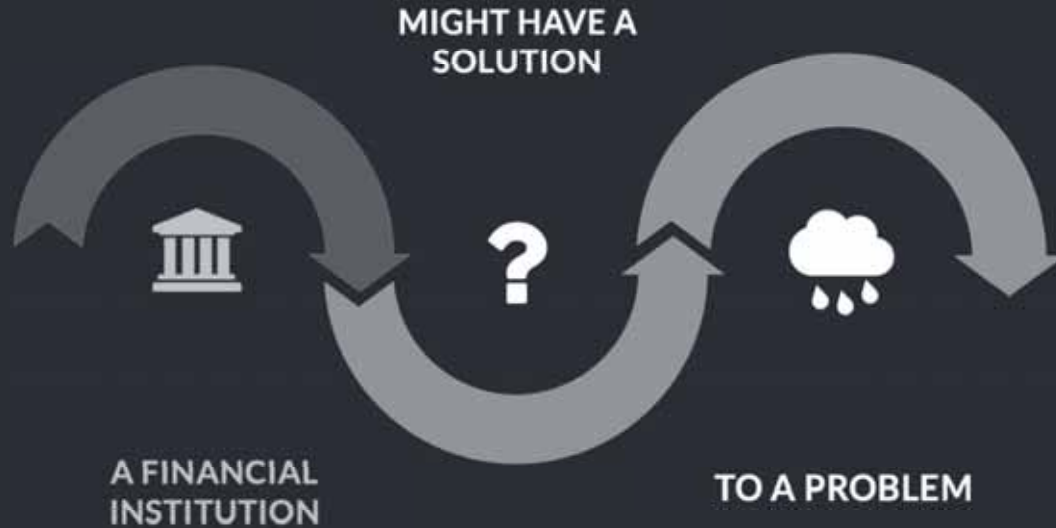 A FINANCIAL
INSTITUTION
MIGHT HAVE A
SOLUTION
?
TO A PROBLEM